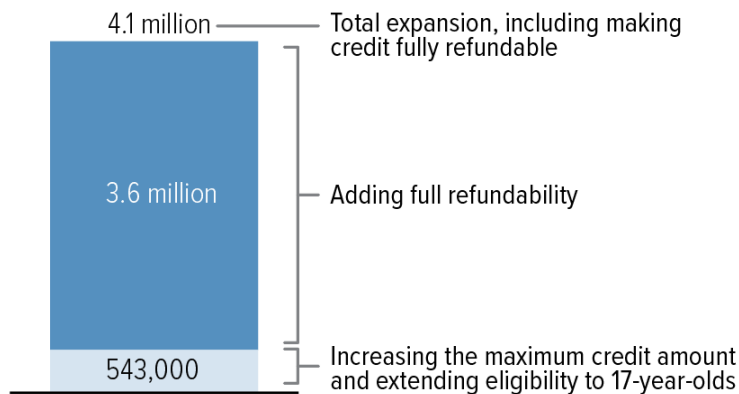 4.1 million
Total expansion, including making
credit fully refundable
3.6 million
Adding full refundability
543,000
Increasing the maximum credit amount
and extending eligibility to 17-year-olds